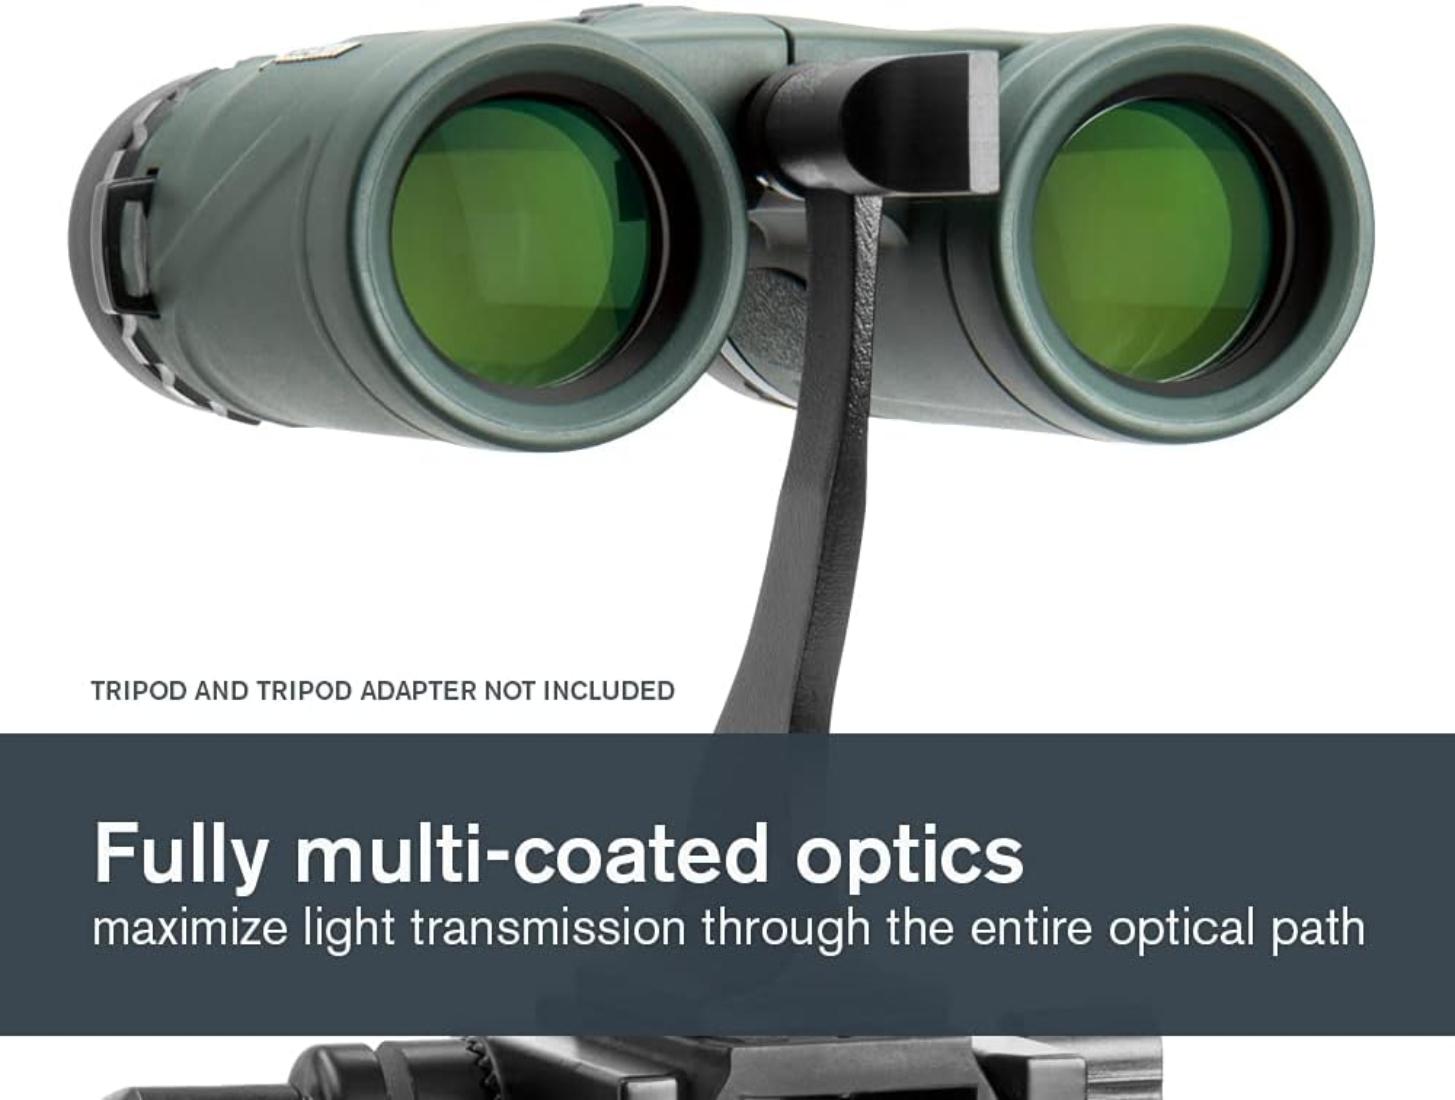 TRIPOD AND TRIPOD ADAPTER NOT INCLUDED
Fully multi-coated optics
maximize light transmission through the entire optical path